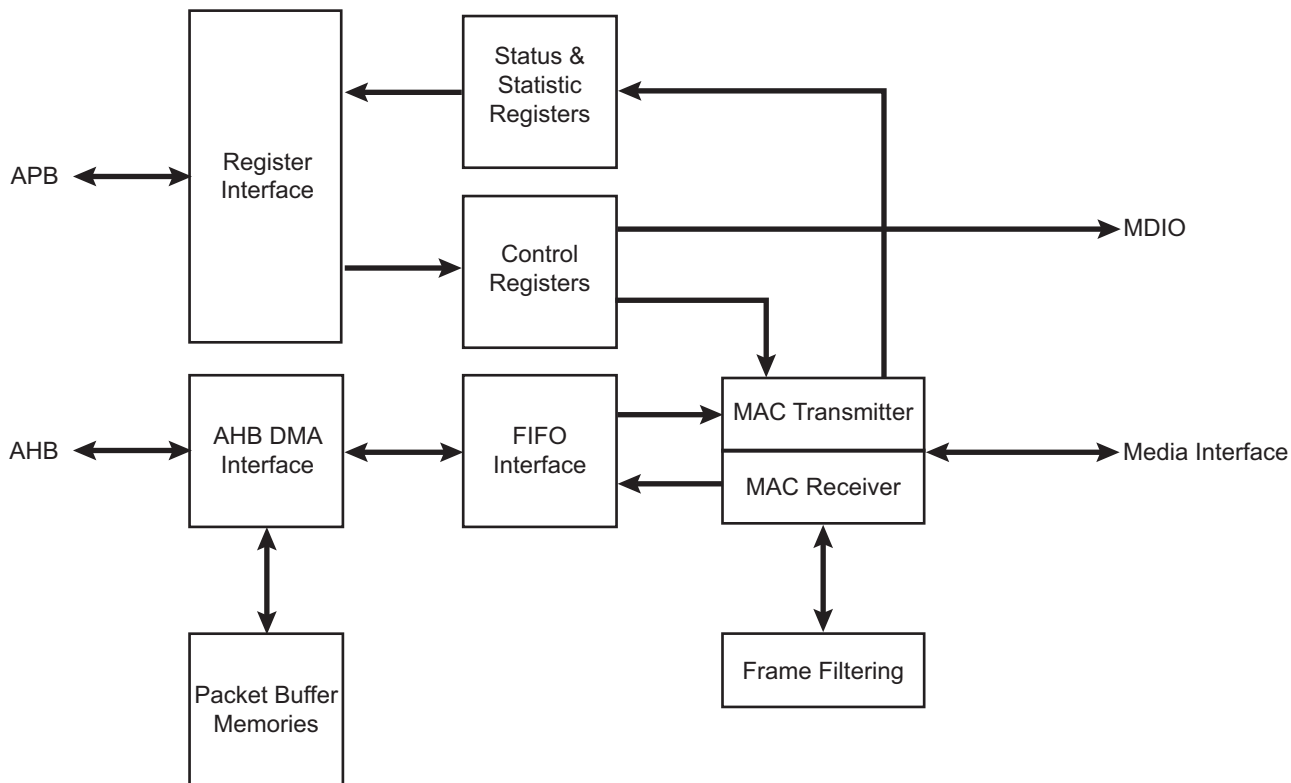 Status &
Statistic
Registers
APB
Register
Interface
MDIO
Control
Registers
MAC Transmitter
AHB
AHB DMA
Interface
FIFO
Interface
Media Interface
MAC Receiver
Packet Buffer
Memories
Frame Filtering